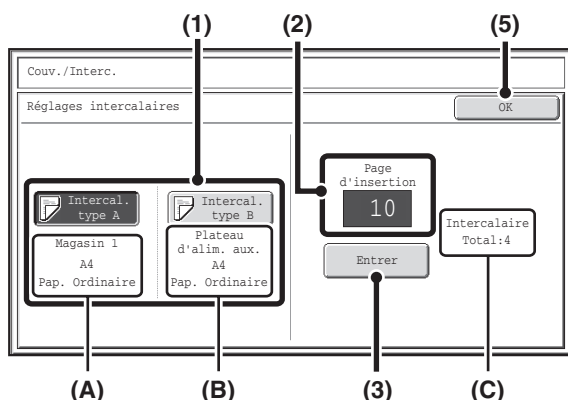 (1)
(2)
(5)
Couv./Interc.
Réglages intercalaires
OK
Intercal.
type A
Intercal.
type B
Magasin 1
A4
Pap. Ordinaire
Plateau
d'alim. aux.
A4
Pap. Ordinaire
Page
d'insertion
10
Entrer
Intercalaire
Total:4
(A)
(B)
(3)
(C)